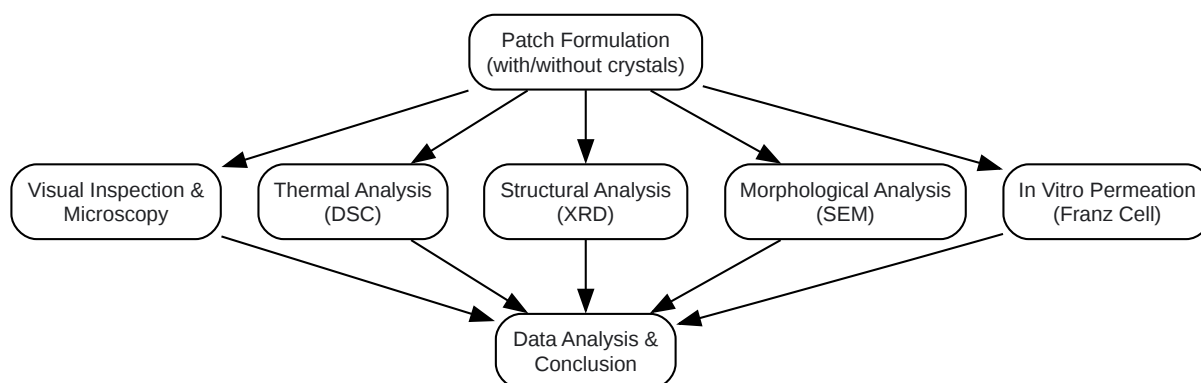 Patch Formulation
(with/without crystals)
Visual Inspection &
Microscopy
Thermal Analysis
(DSC)
Structural Analysis
(XRD)
Morphological Analysis
(SEM)
In Vitro Permeation
(Franz Cell)
Data Analysis &
Conclusion